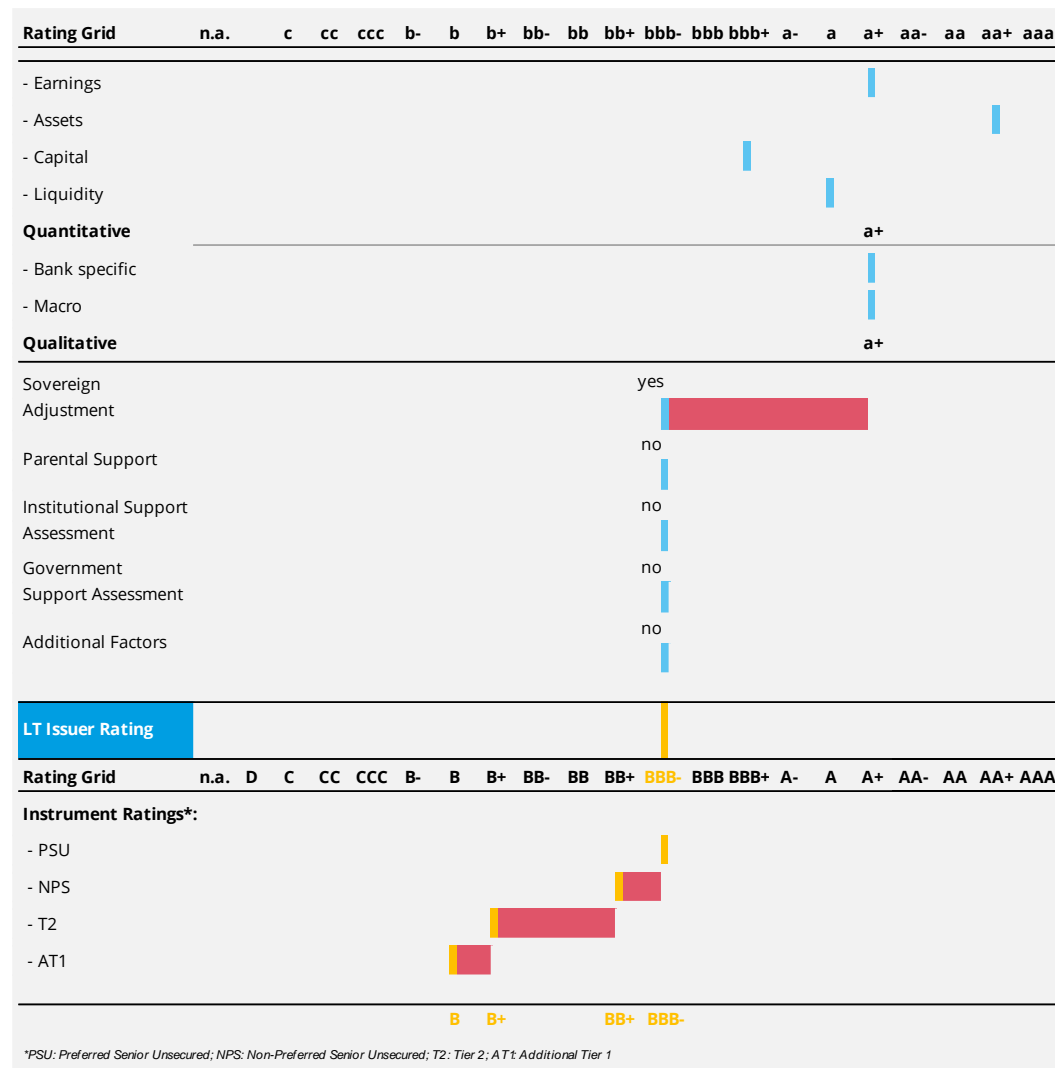 Rating Grid n.a. c cc ccc b- b b+ bb- bb bb+ bbb- bbb bbb+ a- a a+ aa- aa aa+ aaa
- Earnings
- Assets
- Capital
- Liquidity
Quantitative a+
- Bank specific
- Macro
Qualitative a+
Sovereign yes
Adjustment
no
Parental Support
Institutional Support no
Assessment
Government no
Support Assessment
no
Additional Factors
LT Issuer Rating
Rating Grid n.a. D C CC CCC B- B B+ BB- BB BB+ BBB- BBB BBB+ A- A A+ AA- AA AA+ AAA
Instrument Ratings*:
- PSU
- NPS
- T2
- AT1
B B+ BB+ BBB-
*PSU: Preferred Senior Unsecured; NPS: Non-Preferred Senior Unsecured; T2: Tier 2; AT1: Additional Tier 1